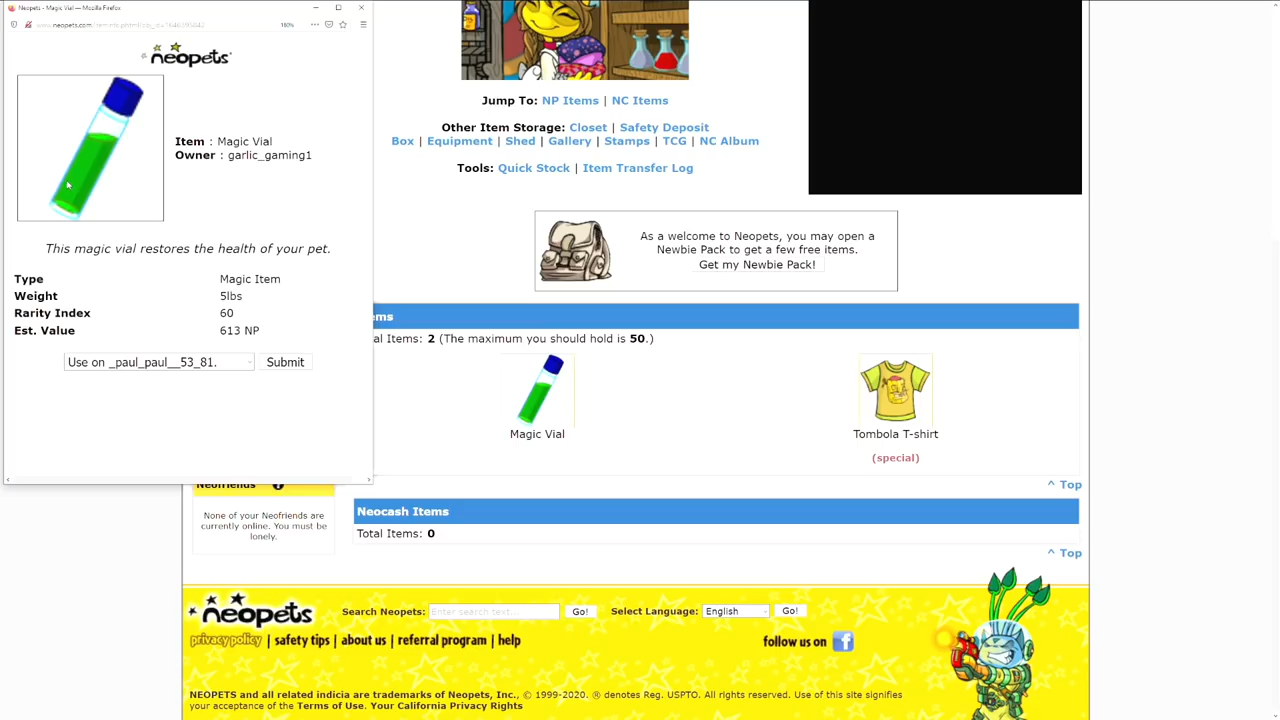 Neopets - Magic Vial — Mozilla Firefox
180%
neopets
Item : Magic Vial
Owner : garlic_gaming1
This magic vial restores the health of your pet.
Type Magic Item
Weight 5lbs
Rarity Index 60
Est. Value 613 NP
Use on _paul_paul__53_81. Submit
Jump To: NP Items | NC Items
Other Item Storage: Closet | Safety Deposit
Box | Equipment | Shed | Gallery | Stamps | TCG | NC Album
Tools: Quick Stock | Item Transfer Log
As a welcome to Neopets, you may open a
Newbie Pack to get a few free items.
Get my Newbie Pack!
ems
al Items: 2 (The maximum you should hold is 50.)
Magic Vial
Tombola T-shirt
(special)
^ Top
Neofriends
None of your Neofriends are
currently online. You must be
lonely.
Neocash Items
Total Items: 0
^ Top
neopets
Search Neopets: Enter search text... Go! Select Language: English Go!
privacy policy | safety tips | about us | referral program | help
follow us on f
NEOPETS and all related indicia are trademarks of Neopets, Inc., © 1999-2020. ® denotes Reg. USPTO. All rights reserved. Use of this site signifies
your acceptance of the Terms of Use. Your California Privacy Rights